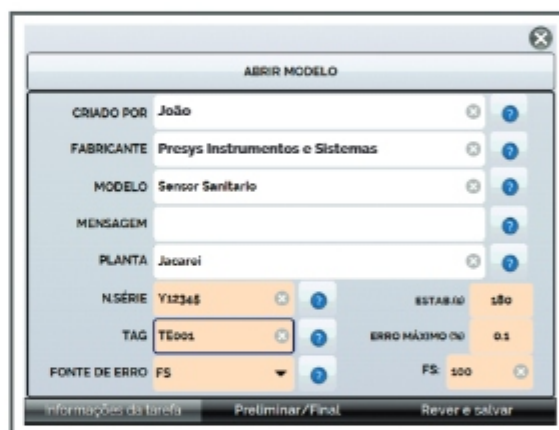 ABRIR MODELO
CRIADO POR João
FABRICANTE Presys Instrumentos e Sistemas
MODELO Sensor Sanitario
MENSAGEM
PLANTA Jacarei
N.SÉRIE Y12345 ESTAB.(s) 180
TAG TE001 ERRO MÁXIMO (%) 0.1
FONTE DE ERRO FS FS: 100
Informações da tarefa Preliminar/Final Rever e salvar